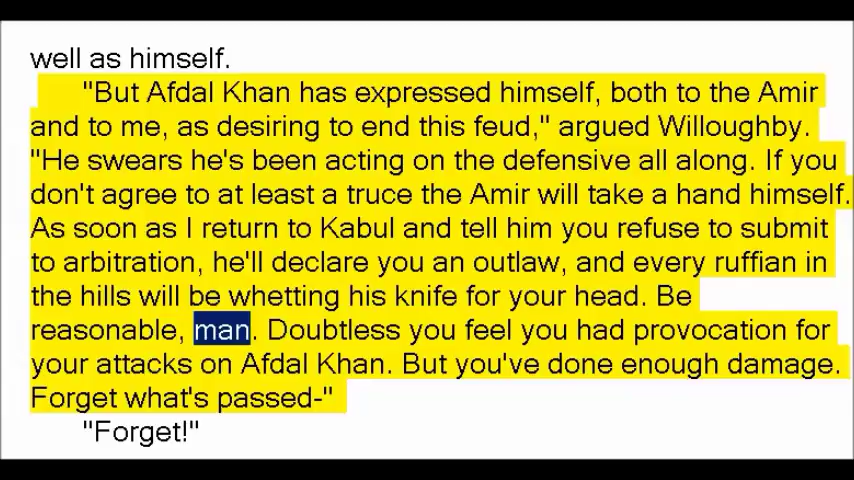 well as himself.
"But Afdal Khan has expressed himself, both to the Amir
and to me, as desiring to end this feud," argued Willoughby.
"He swears he's been acting on the defensive all along. If you
don't agree to at least a truce the Amir will take a hand himself.
As soon as I return to Kabul and tell him you refuse to submit
to arbitration, he'll declare you an outlaw, and every ruffian in
the hills will be whetting his knife for your head. Be
reasonable, man. Doubtless you feel you had provocation for
your attacks on Afdal Khan. But you've done enough damage.
Forget what's passed-"
"Forget!"